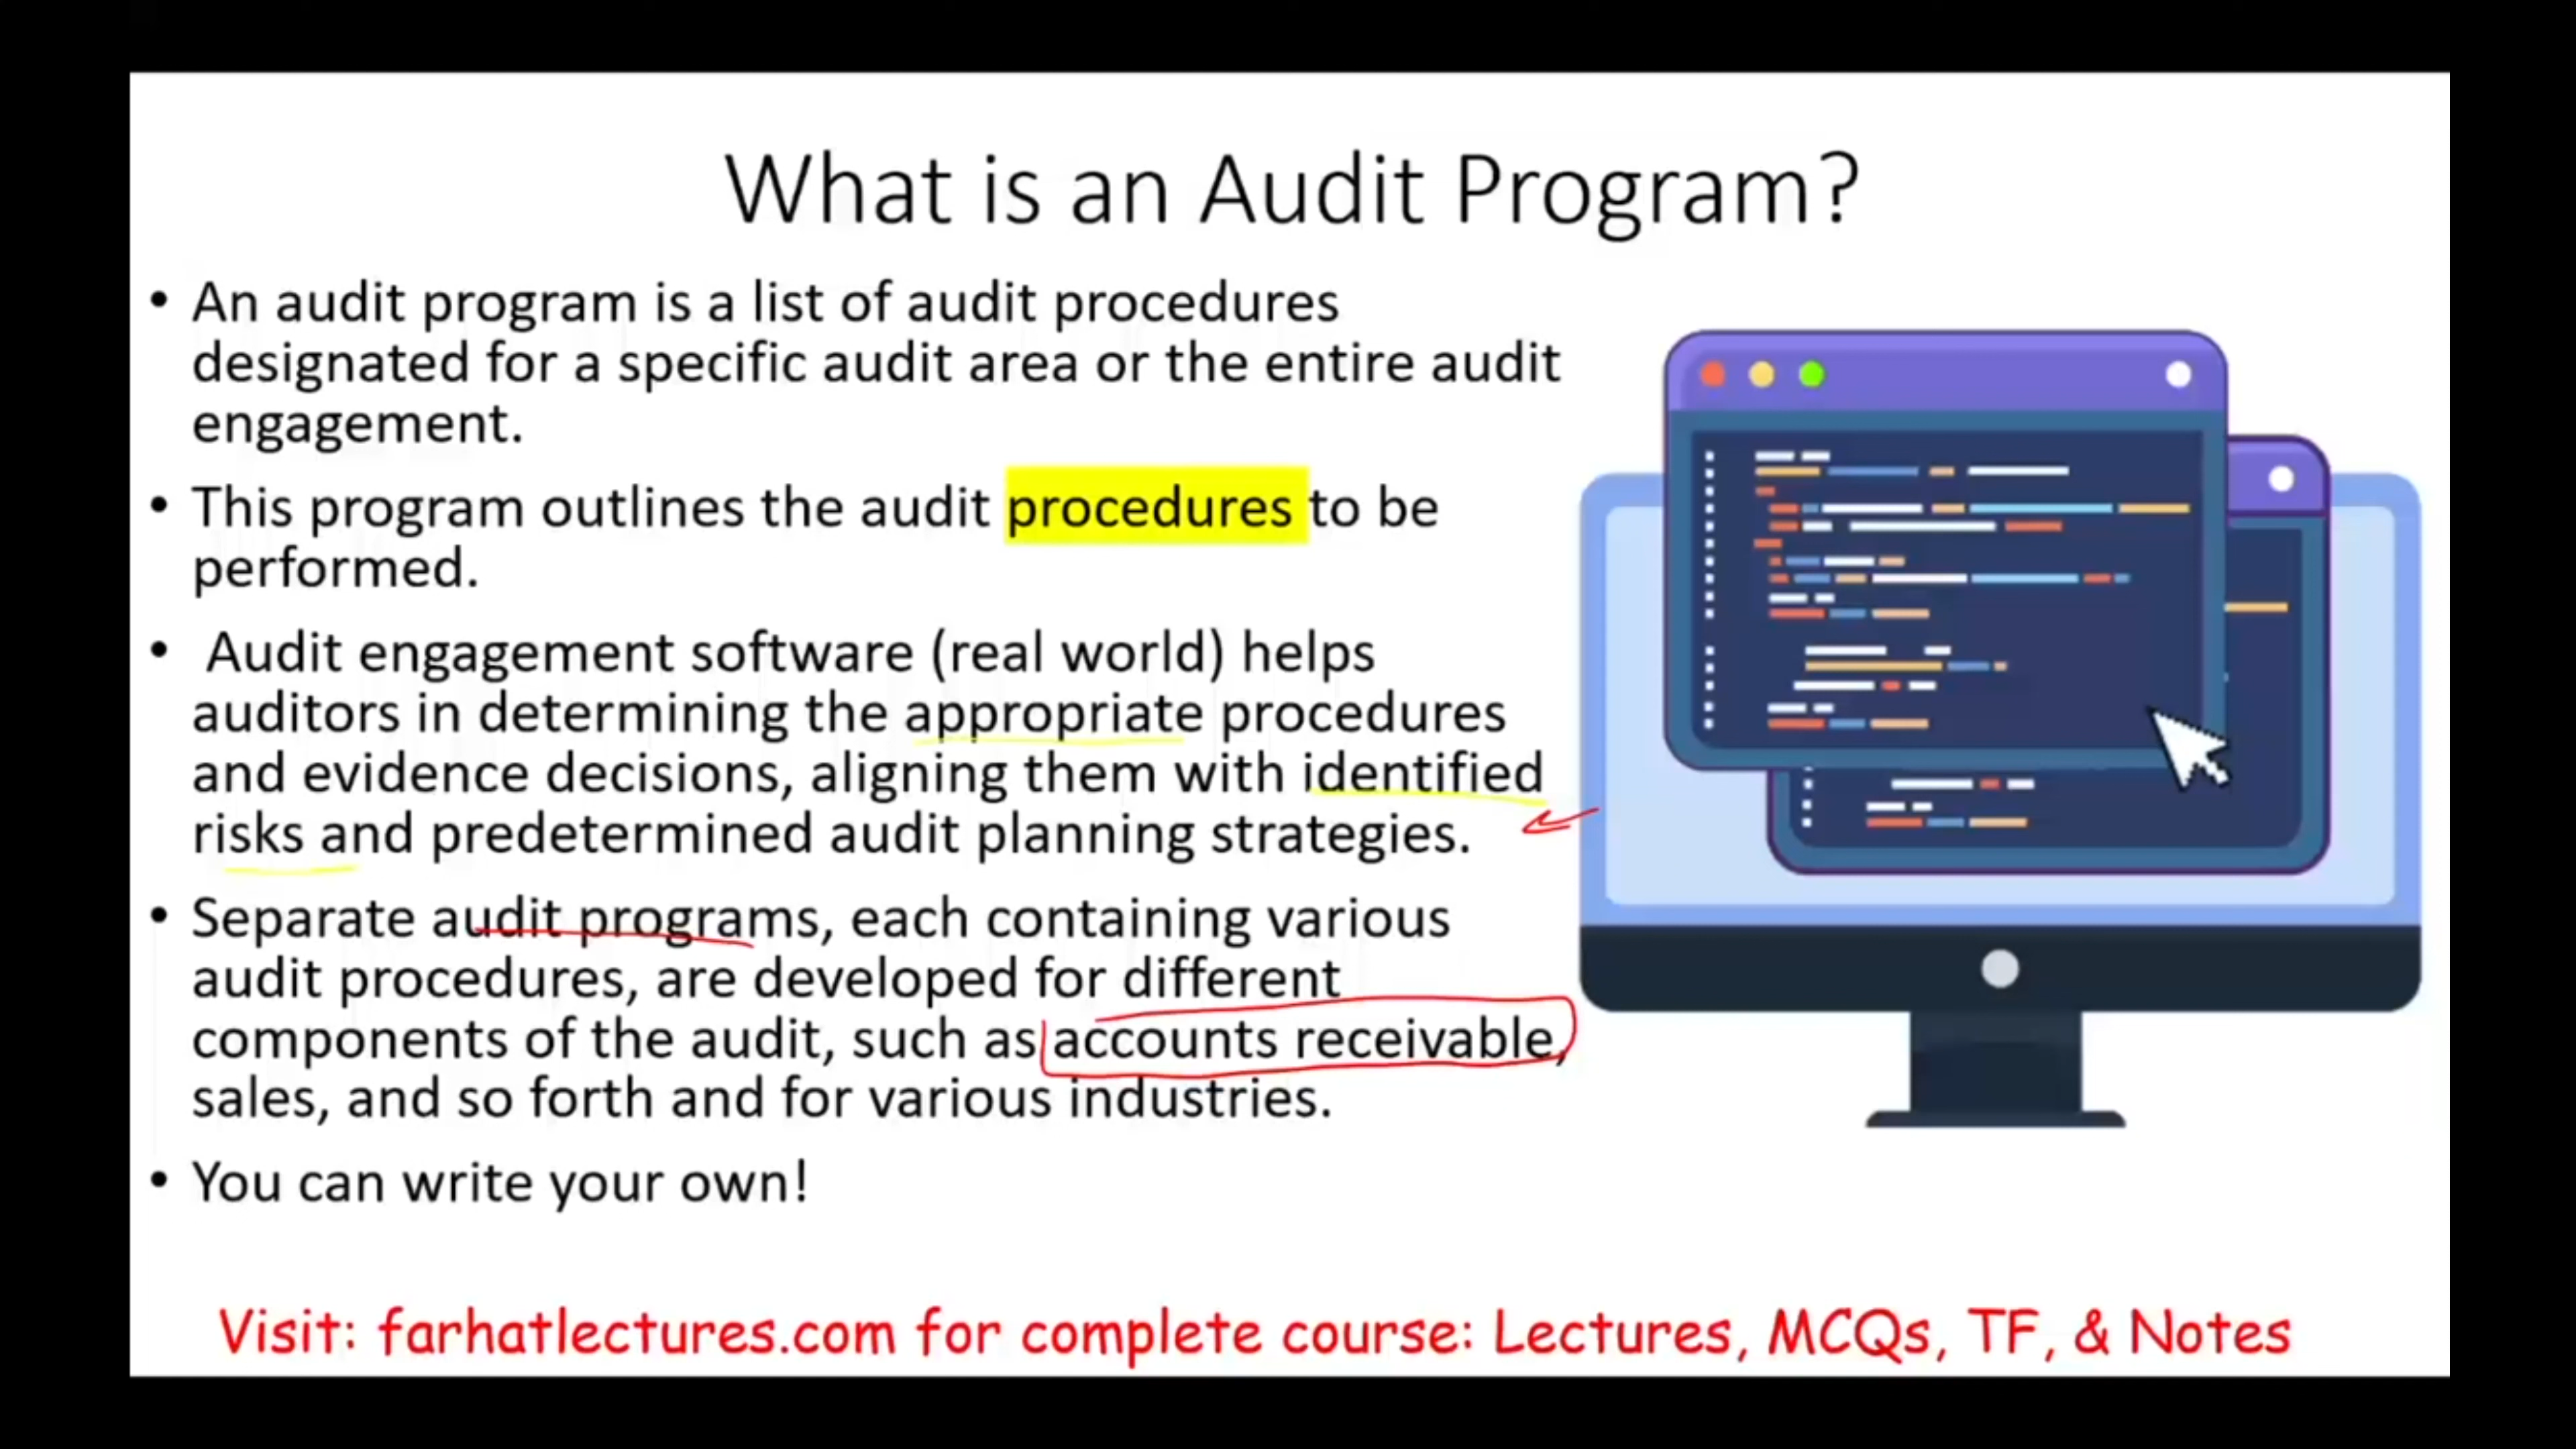 What is an Audit Program?
• An audit program is a list of audit procedures
designated for a specific audit area or the entire audit
engagement.
• This program outlines the audit procedures to be
performed.
• Audit engagement software (real world) helps
auditors in determining the appropriate procedures
and evidence decisions, aligning them with identified
risks and predetermined audit planning strategies.
• Separate audit programs, each containing various
audit procedures, are developed for different
components of the audit, such as accounts receivable,
sales, and so forth and for various industries.
• You can write your own!
Visit: farhatlectures.com for complete course: Lectures, MCQs, TF, & Notes